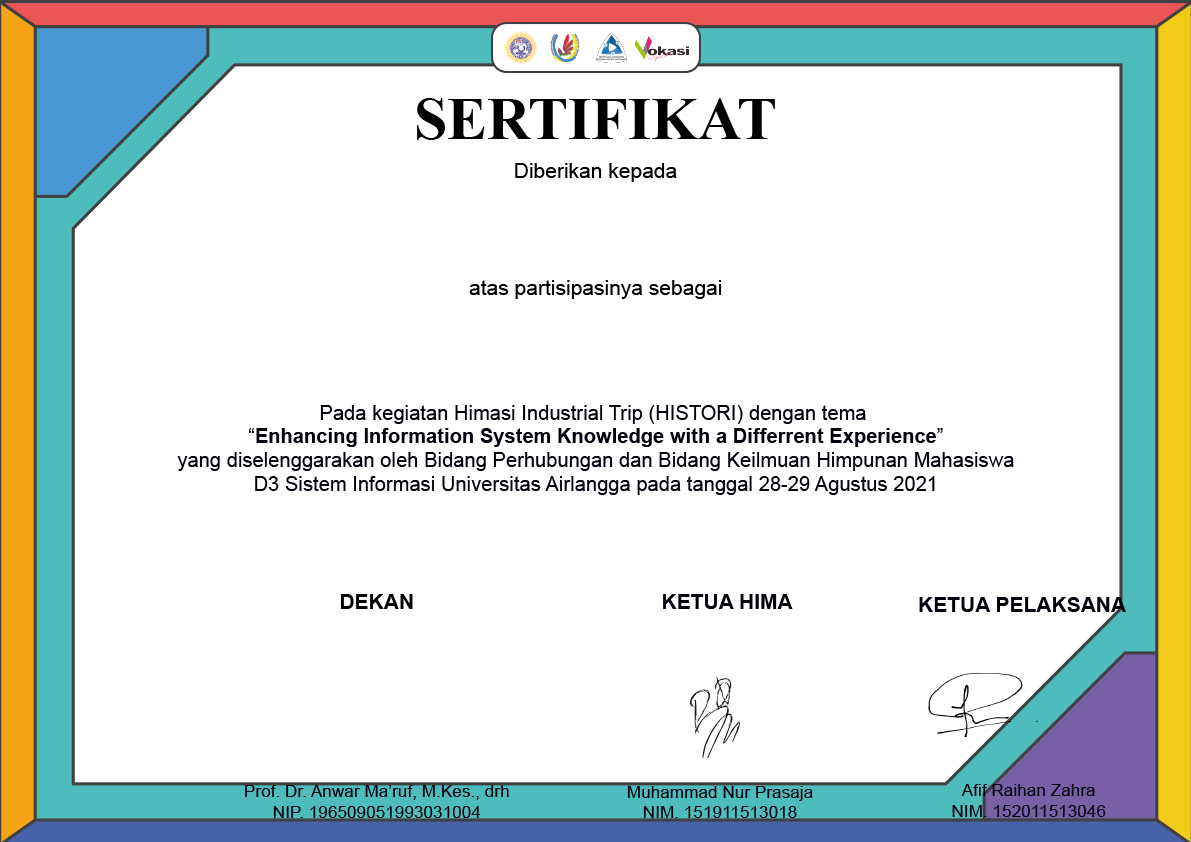 Vokasi
SERTIFIKAT
Diberikan kepada
atas partisipasinya sebagai
Pada kegiatan Himasi Industrial Trip (HISTORI) dengan tema
“Enhancing Information System Knowledge with a Differrent Experience”
yang diselenggarakan oleh Bidang Perhubungan dan Bidang Keilmuan Himpunan Mahasiswa
D3 Sistem Informasi Universitas Airlangga pada tanggal 28-29 Agustus 2021
DEKAN
KETUA HIMA
KETUA PELAKSANA
Prof. Dr. Anwar Ma’ruf, M.Kes., drh
NIP. 196509051993031004
Muhammad Nur Prasaja
NIM. 151911513018
Afif Raihan Zahra
NIM. 152011513046